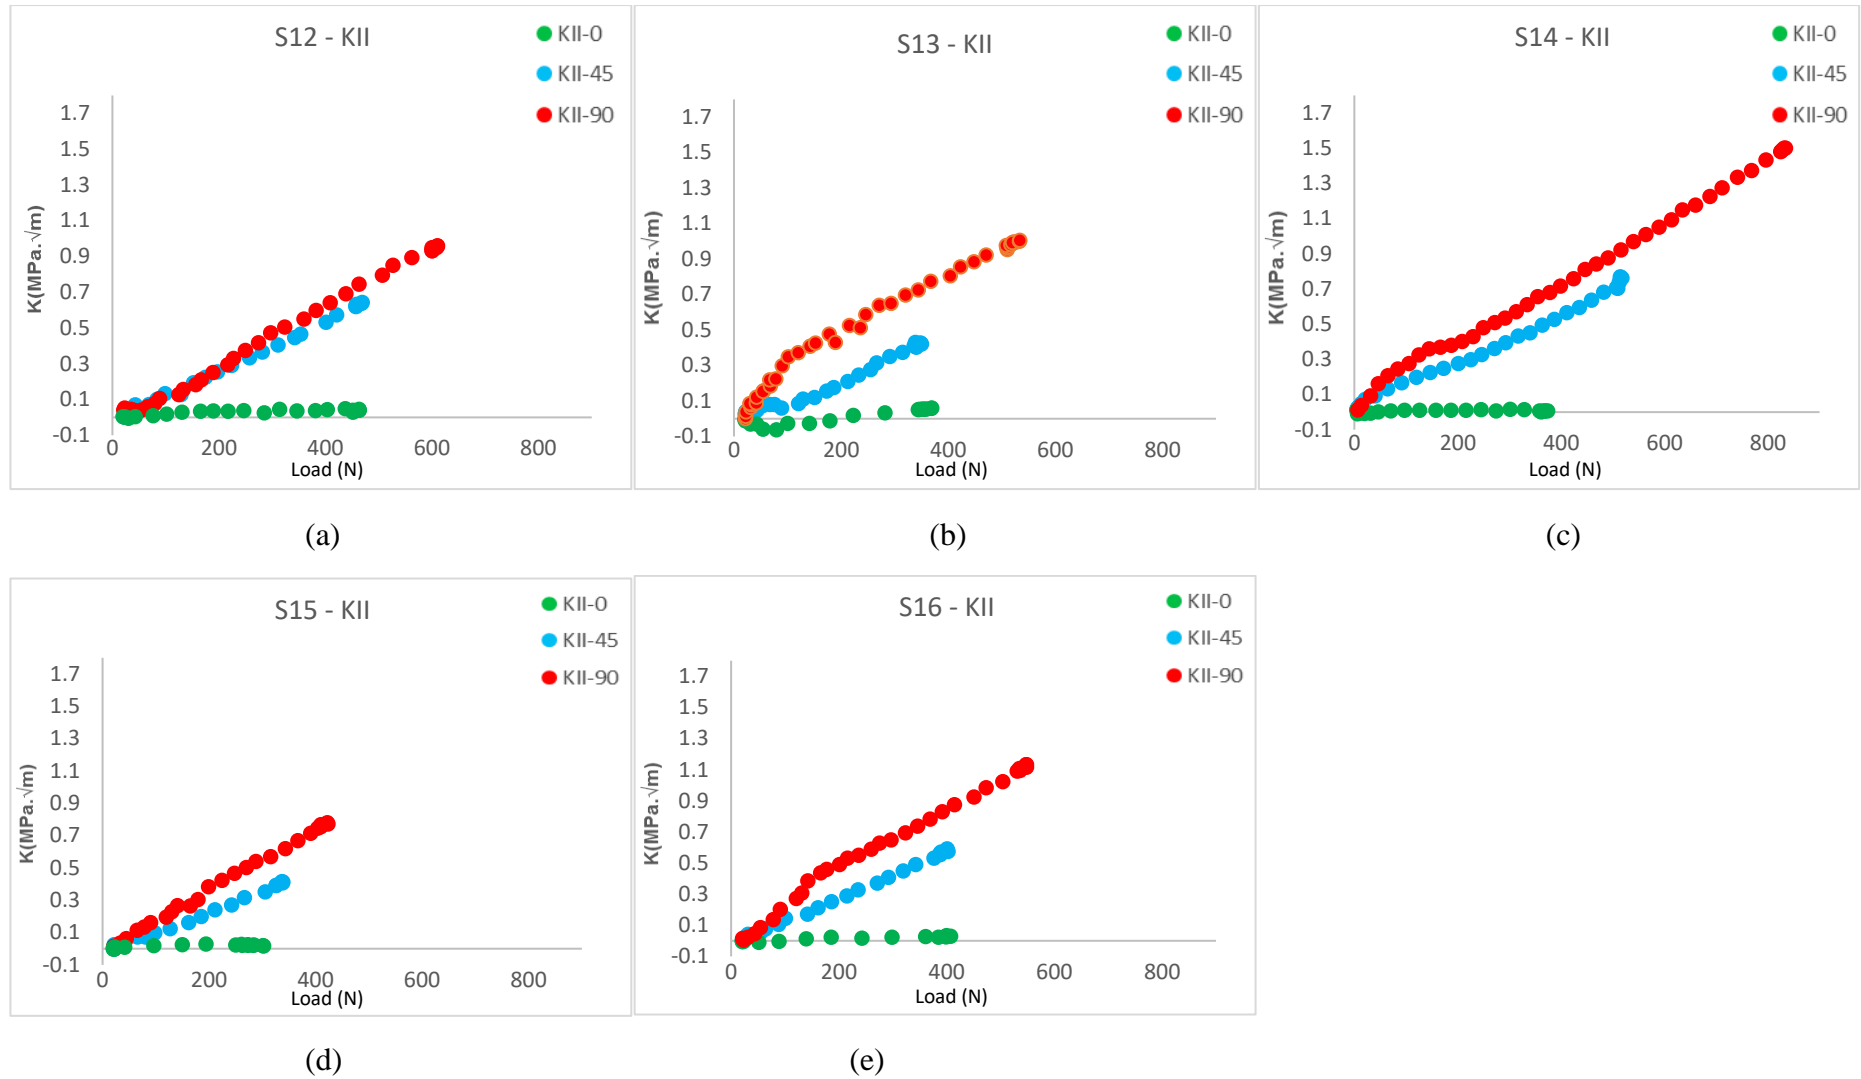 S12 - KII
KII-0
KII-45
KII-90
1.7
1.5
1.3
1.1
0.9
0.7
0.5
0.3
0.1
-0.1
K(MPa.√m)
0 200 400 600 800
Load (N)
(a)
S13 - KII
KII-0
KII-45
KII-90
1.7
1.5
1.3
1.1
0.9
0.7
0.5
0.3
0.1
-0.1
K(MPa.√m)
0 200 400 600 800
Load (N)
(b)
S14 - KII
KII-0
KII-45
KII-90
1.7
1.5
1.3
1.1
0.9
0.7
0.5
0.3
0.1
-0.1
K(MPa.√m)
0 200 400 600 800
Load (N)
(c)
S15 - KII
KII-0
KII-45
KII-90
1.7
1.5
1.3
1.1
0.9
0.7
0.5
0.3
0.1
-0.1
K(MPa.√m)
0 200 400 600 800
Load (N)
(d)
S16 - KII
KII-0
KII-45
KII-90
1.7
1.5
1.3
1.1
0.9
0.7
0.5
0.3
0.1
-0.1
K(MPa.√m)
0 200 400 600 800
Load (N)
(e)